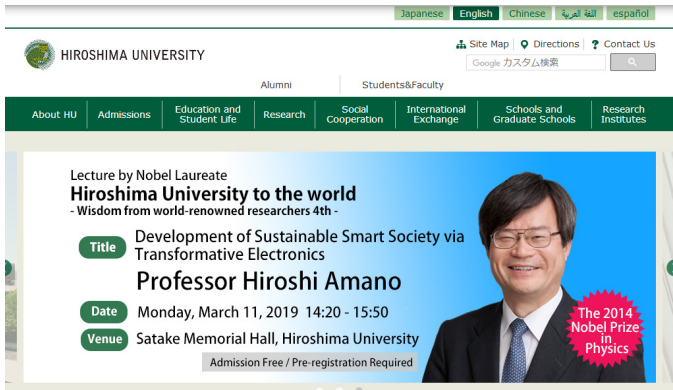 Japanese English Chinese اللغة العربية español
HIROSHIMA UNIVERSITY
Site Map Directions ? Contact Us
Google カスタム検索
Alumni Students&Faculty
About HU Admissions Education and Student Life Research Social Cooperation International Exchange Schools and Graduate Schools Research Institutes
Lecture by Nobel Laureate
Hiroshima University to the world
- Wisdom from world-renowned researchers 4th -
Title Development of Sustainable Smart Society via
Transformative Electronics
Professor Hiroshi Amano
Date Monday, March 11, 2019 14:20 - 15:50
Venue Satake Memorial Hall, Hiroshima University
Admission Free / Pre-registration Required
The 2014
Nobel Prize
in
Physics